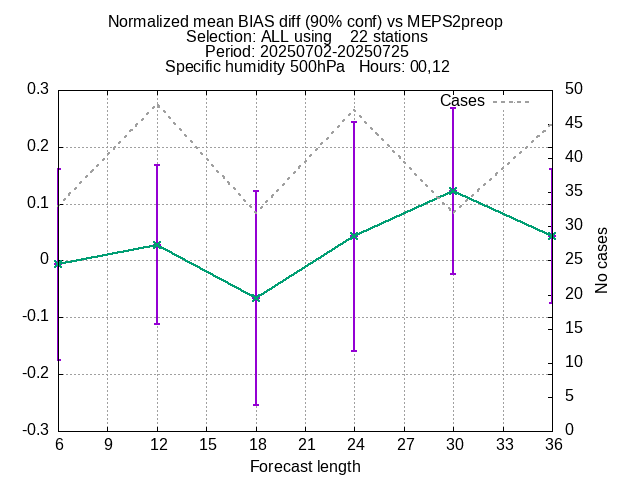 Normalized mean BIAS diff (90% conf) vs MEPS2preop
Selection: ALL using    22 stations
Period: 20250702-20250725
Specific humidity 500hPa   Hours: 00,12
0.3
0.2
0.1
0
-0.1
-0.2
-0.3
Cases
50
45
40
35
30
25
20
15
10
5
0
No cases
6 9 12 15 18 21 24 27 30 33 36
Forecast length